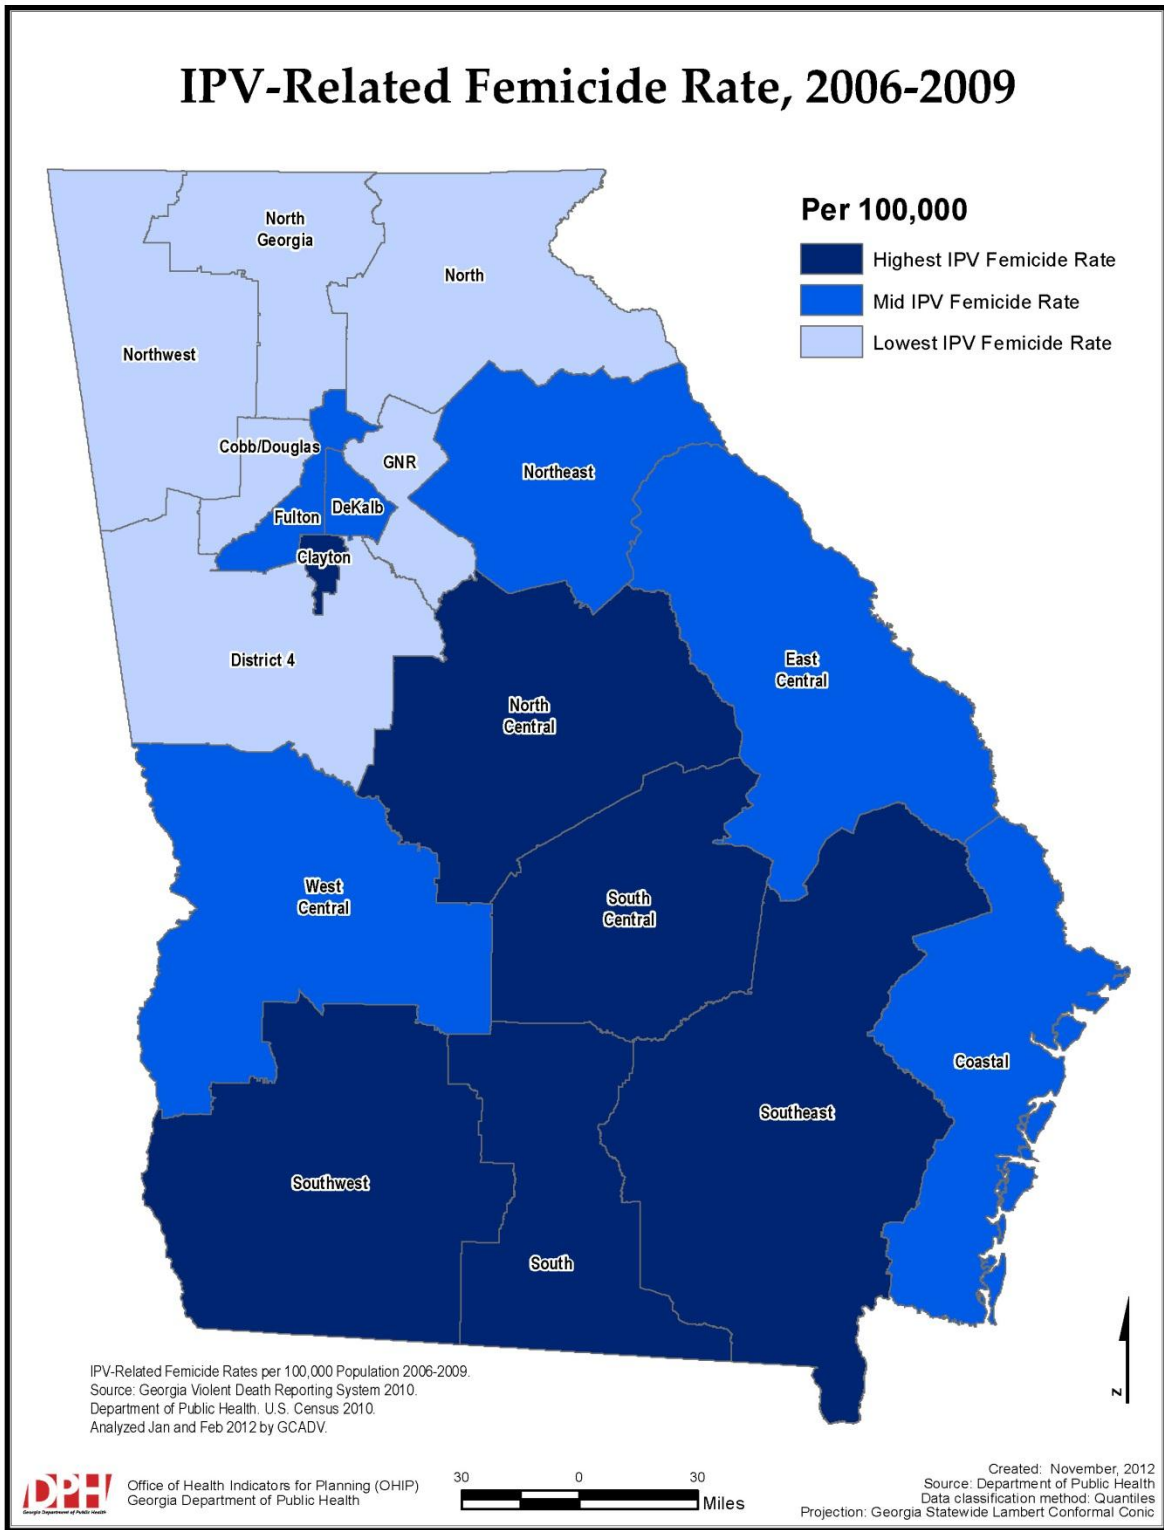 IPV-Related Femicide Rate, 2006-2009
Per 100,000
Highest IPV Femicide Rate
Mid IPV Femicide Rate
Lowest IPV Femicide Rate
North
Georgia
North
Northwest
Cobb/Douglas
GNR
Northeast
Fulton
DeKalb
Clayton
District 4
East
Central
North
Central
West
Central
South
Central
Coastal
Southeast
Southwest
South
IPV-Related Femicide Rates per 100,000 Population 2006-2009.
Source: Georgia Violent Death Reporting System 2010.
Department of Public Health. U.S. Census 2010.
Analyzed Jan and Feb 2012 by GCADV.
N
DPH
Georgia Department of Public Health
Office of Health Indicators for Planning (OHIP)
Georgia Department of Public Health
30 0 30
Miles
Created: November, 2012
Source: Department of Public Health
Data classification method: Quantiles
Projection: Georgia Statewide Lambert Conformal Conic